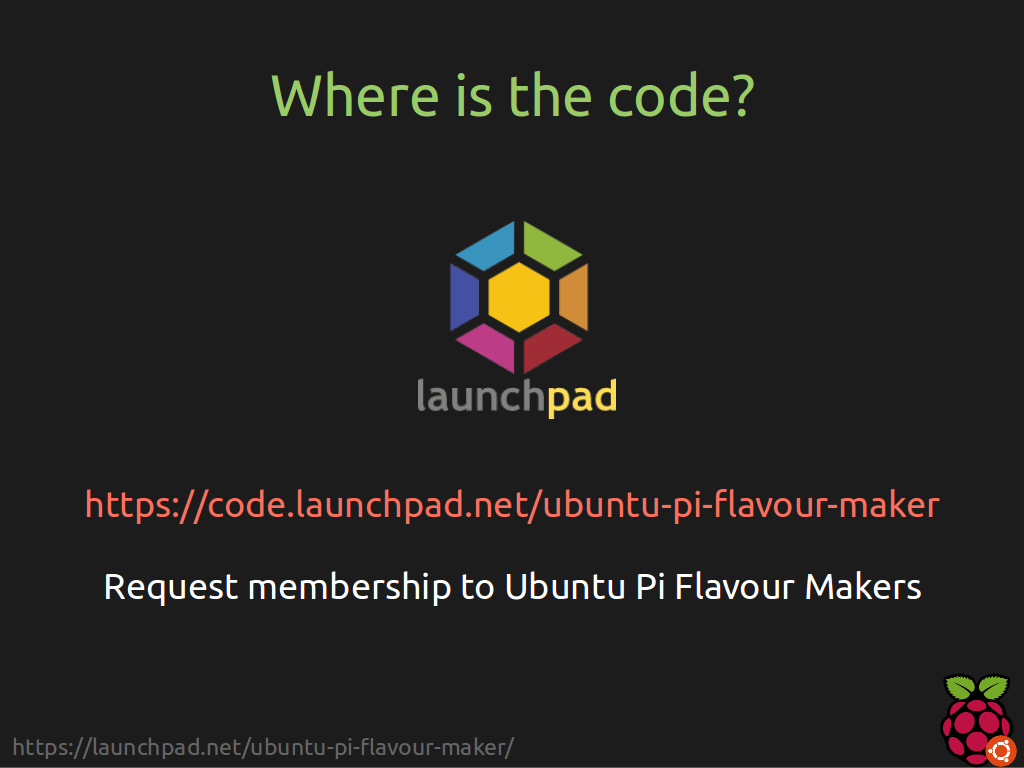 Where is the code?
launchpad
https://code.launchpad.net/ubuntu-pi-flavour-maker
Request membership to Ubuntu Pi Flavour Makers
https://launchpad.net/ubuntu-pi-flavour-maker/